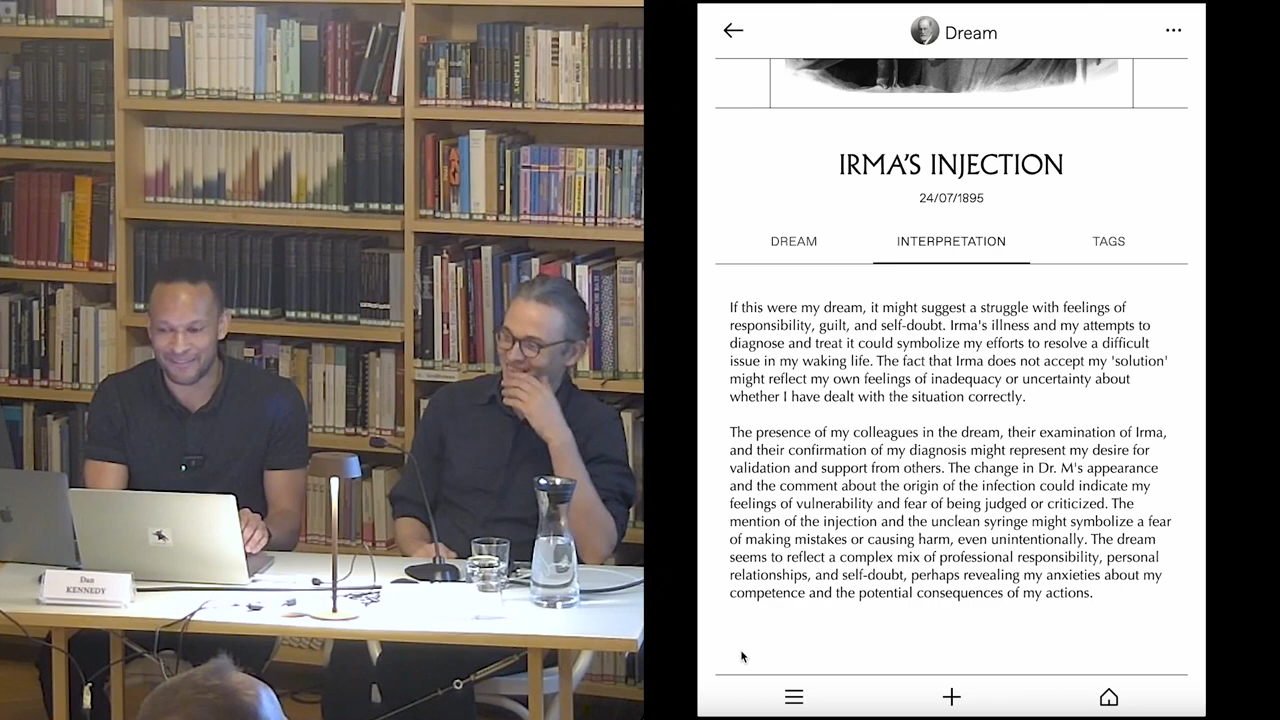 Dan
KENNEDY
Dream
IRMA'S INJECTION
24/07/1895
DREAM
INTERPRETATION
TAGS
If this were my dream, it might suggest a struggle with feelings of
responsibility, guilt, and self-doubt. Irma's illness and my attempts to
diagnose and treat it could symbolize my efforts to resolve a difficult
issue in my waking life. The fact that Irma does not accept my 'solution'
might reflect my own feelings of inadequacy or uncertainty about
whether I have dealt with the situation correctly.
The presence of my colleagues in the dream, their examination of Irma,
and their confirmation of my diagnosis might represent my desire for
validation and support from others. The change in Dr. M's appearance
and the comment about the origin of the infection could indicate my
feelings of vulnerability and fear of being judged or criticized. The
mention of the injection and the unclean syringe might symbolize a fear
of making mistakes or causing harm, even unintentionally. The dream
seems to reflect a complex mix of professional responsibility, personal
relationships, and self-doubt, perhaps revealing my anxieties about my
competence and the potential consequences of my actions.